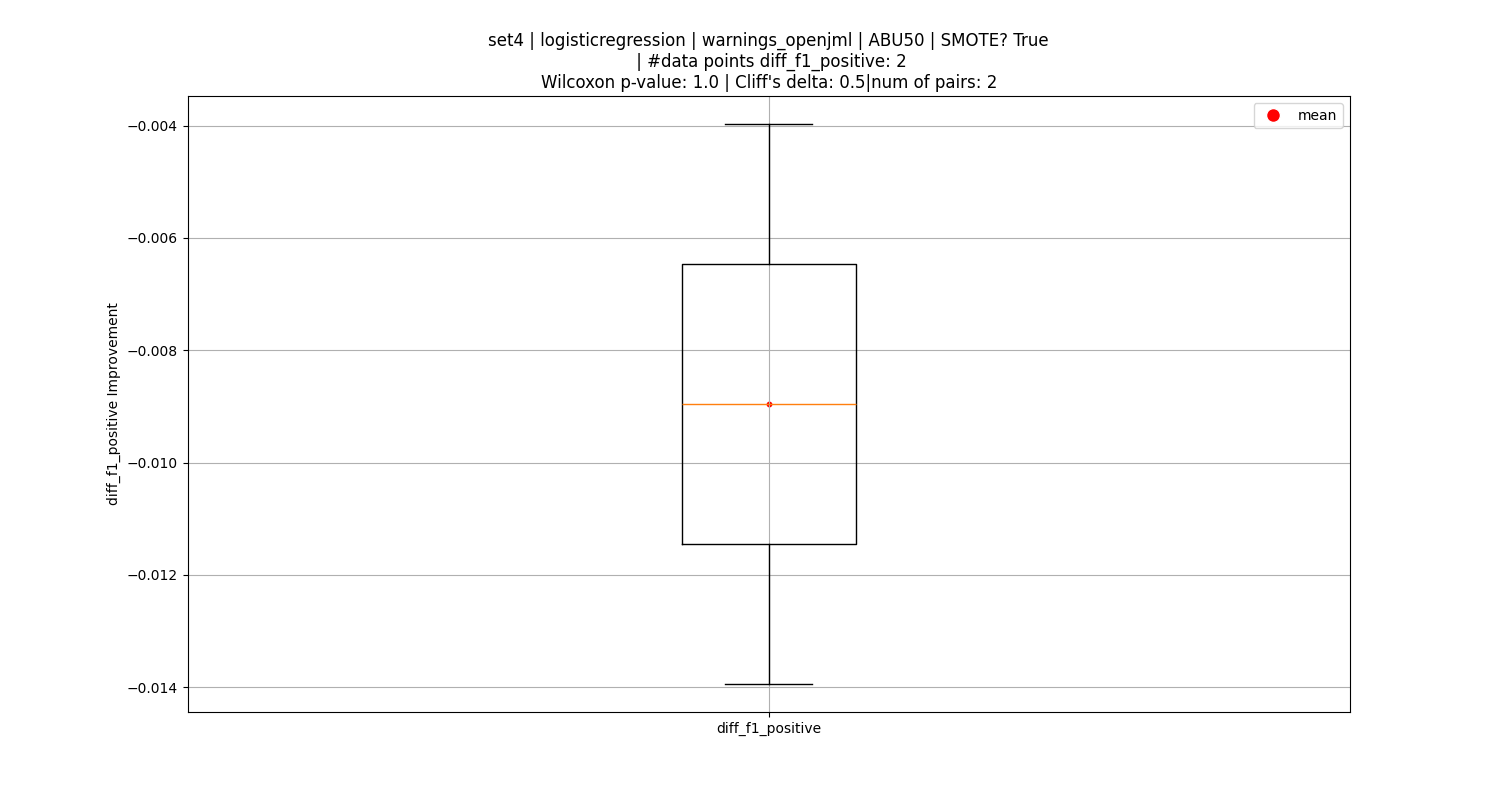 set4 | logisticregression | warnings_openjml | ABU50 | SMOTE? True
| #data points diff_f1_positive: 2
Wilcoxon p-value: 1.0 | Cliff's delta: 0.5|num of pairs: 2
mean
−0.004
−0.006
−0.008
−0.010
−0.012
−0.014
diff_f1_positive Improvement
diff_f1_positive